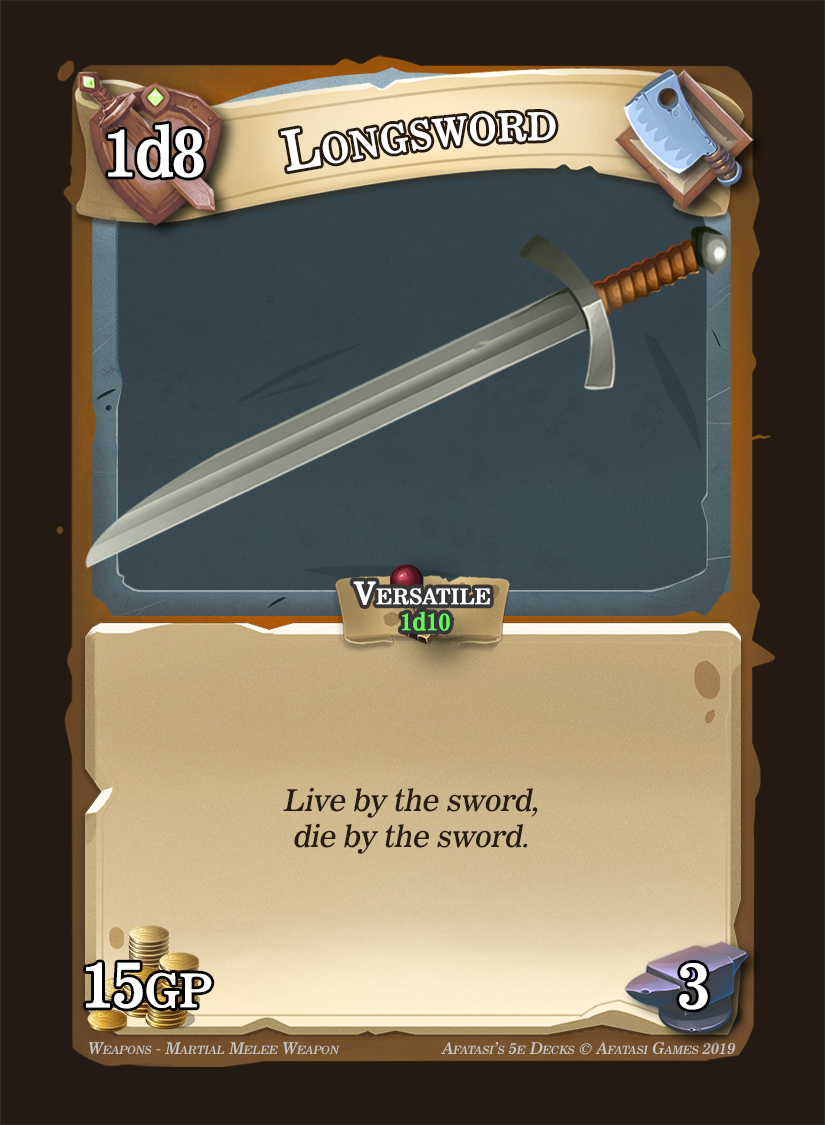 1d8
Longsword
Versatile
1d10
Live by the sword,
die by the sword.
15GP
3
Weapons - Martial Melee Weapon
Afatasi's 5e Decks © Afatasi Games 2019